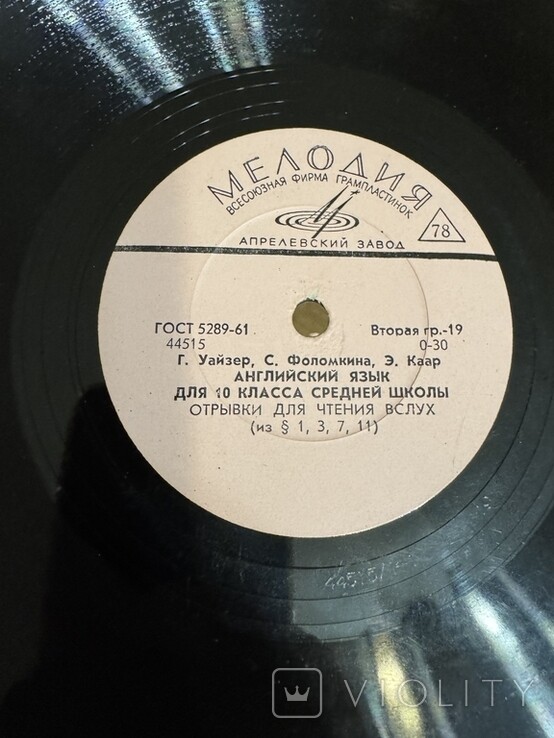 МЕЛОДИЯ
ВСЕСОЮЗНАЯ ФИРМА ГРАМПЛАСТИНОК
78
АПРЕЛЕВСКИЙ ЗАВОД
ГОСТ 5289-61 Вторая гр.-19
44515 0-30
Г. Уайзер, С. Фоломкина, Э. Каар
АНГЛИЙСКИЙ ЯЗЫК
ДЛЯ 10 КЛАССА СРЕДНЕЙ ШКОЛЫ
ОТРЫВКИ ДЛЯ ЧТЕНИЯ ВСЛУХ
(из § 1, 3, 7, 11)
VIOLITY